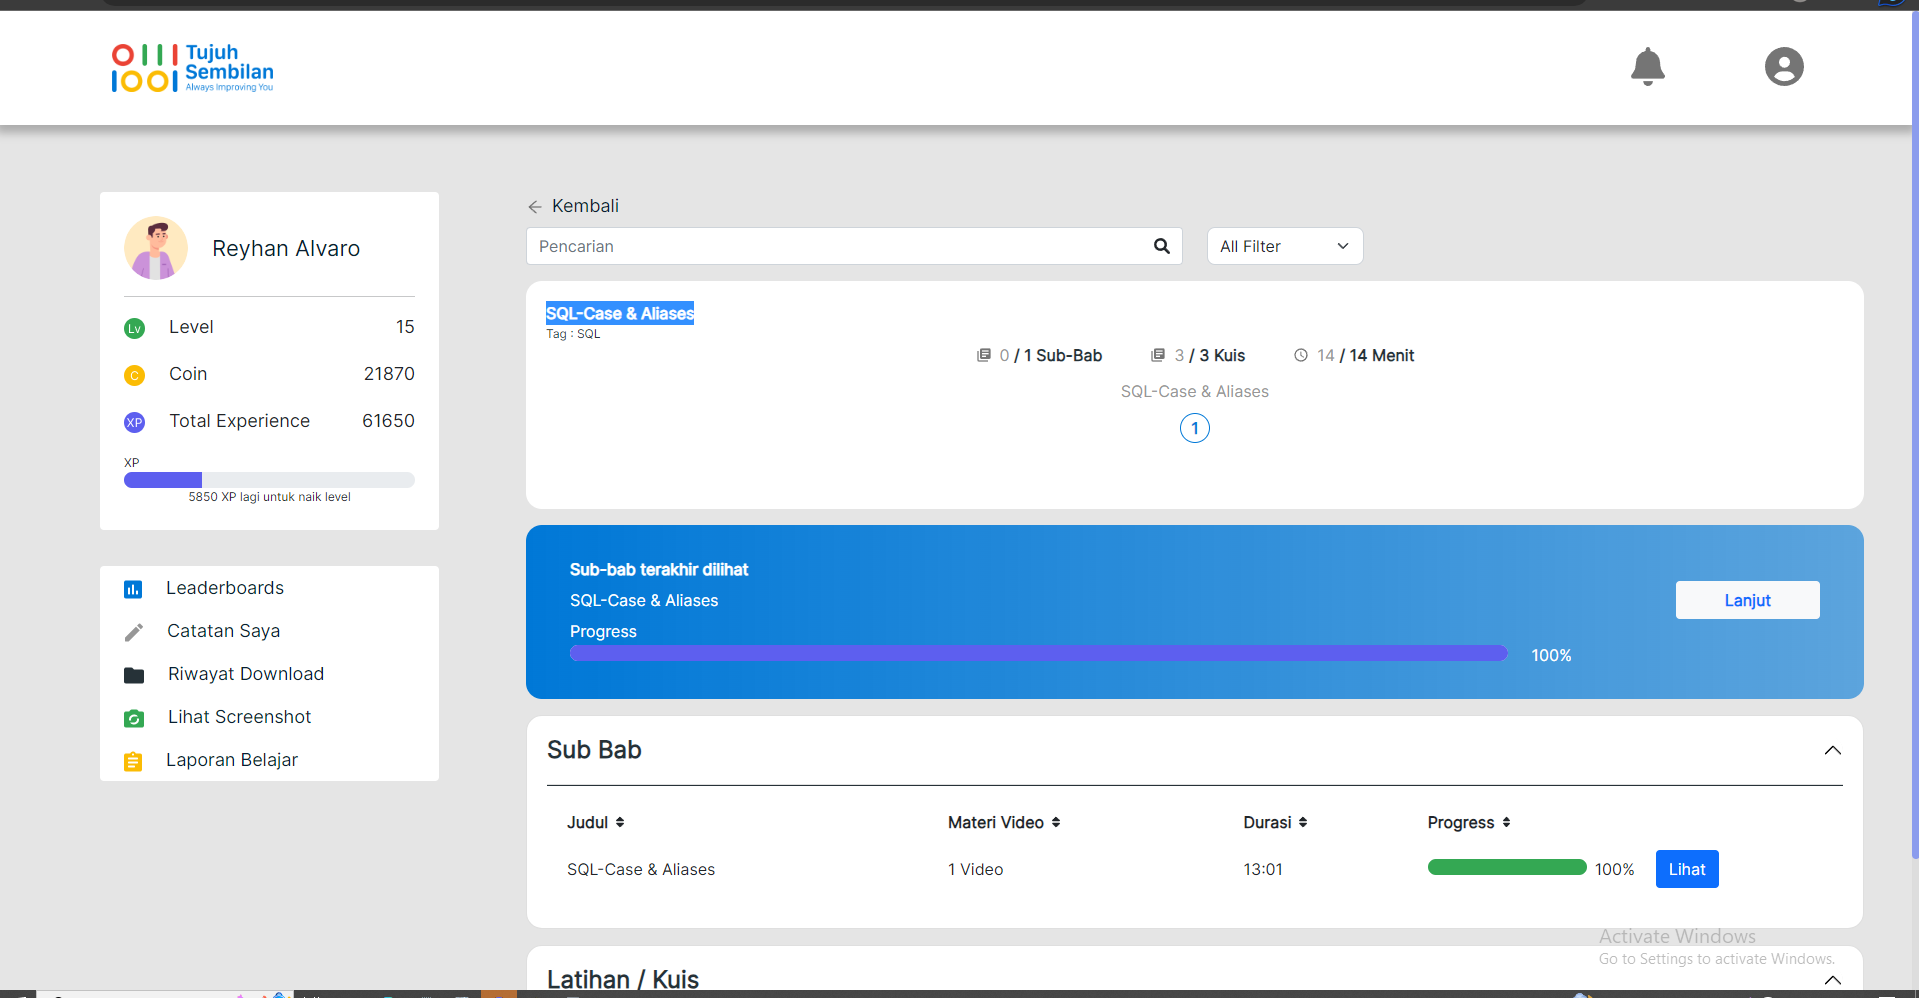 Tujuh
Sembilan
Always Improving You
Reyhan Alvaro
Lv Level 15
C Coin 21870
XP Total Experience 61650
XP
5850 XP lagi untuk naik level
Leaderboards
Catatan Saya
Riwayat Download
Lihat Screenshot
Laporan Belajar
Kembali
Pencarian
All Filter
SQL-Case & Aliases
Tag : SQL
0 / 1 Sub-Bab 3 / 3 Kuis 14 / 14 Menit
SQL-Case & Aliases
1
Sub-bab terakhir dilihat
SQL-Case & Aliases
Progress
100%
Lanjut
Sub Bab
Judul Materi Video Durasi Progress
SQL-Case & Aliases 1 Video 13:01 100% Lihat
Latihan / Kuis
Activate Windows
Go to Settings to activate Windows.